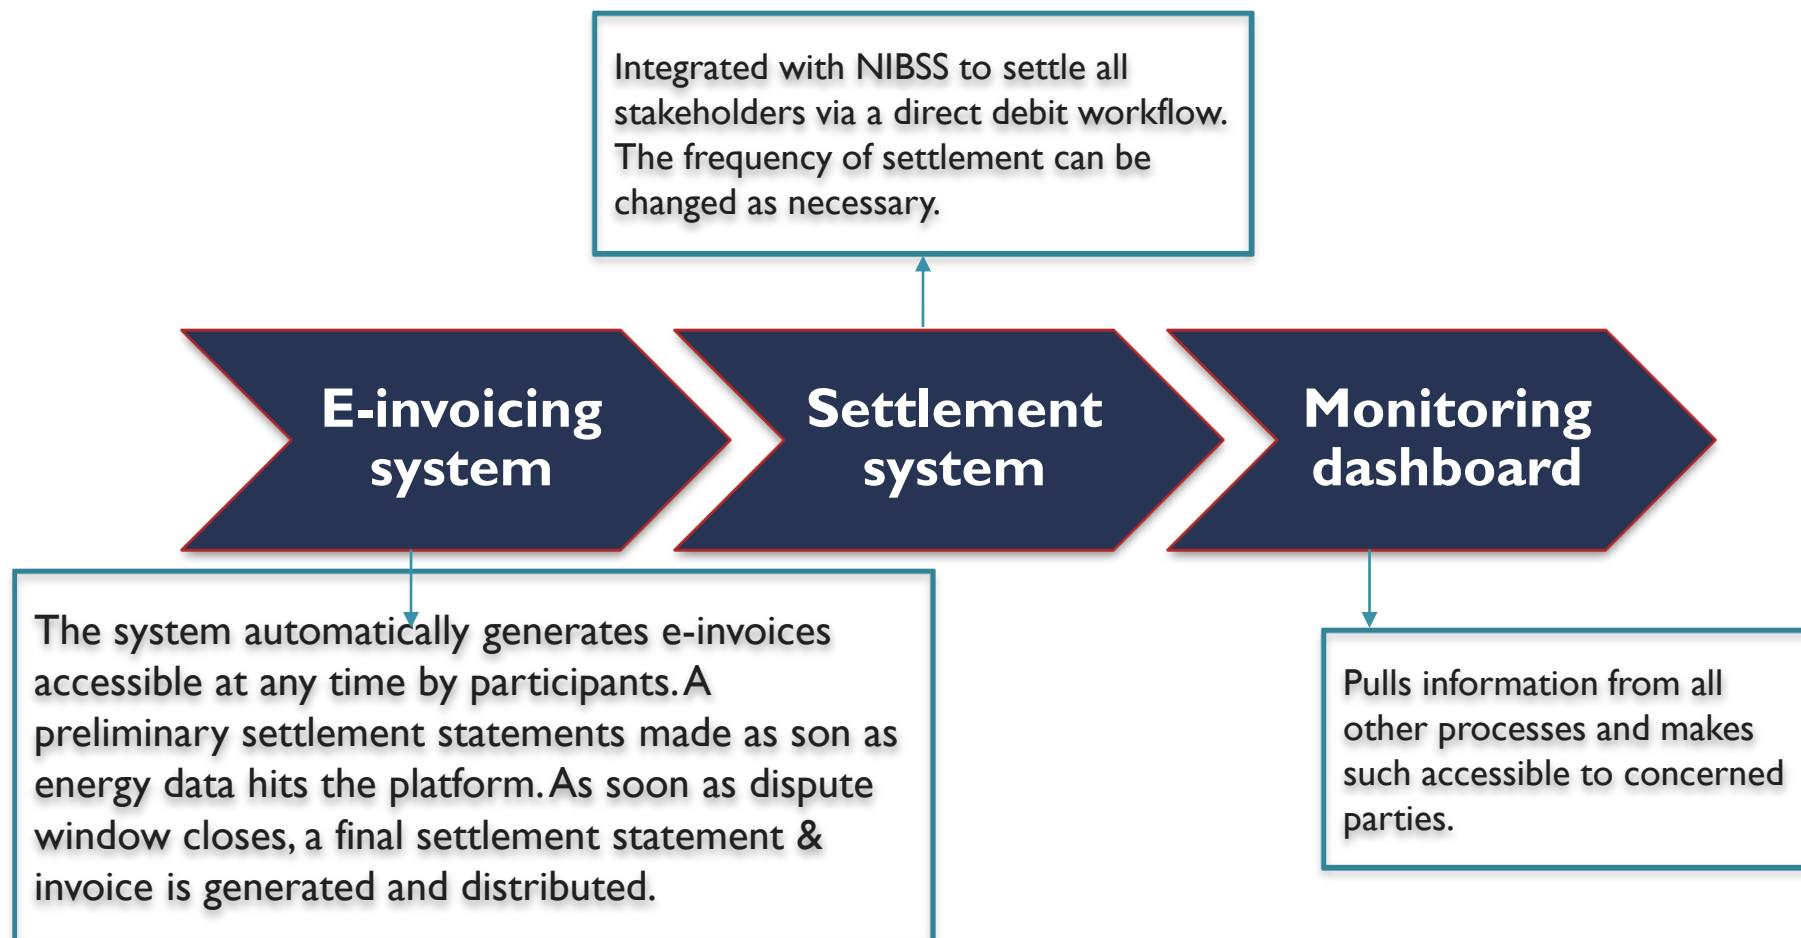 Integrated with NIBSS to settle all
stakeholders via a direct debit workflow.
The frequency of settlement can be
changed as necessary.
E-invoicing
system
Settlement
system
Monitoring
dashboard
The system automatically generates e-invoices
accessible at any time by participants. A
preliminary settlement statements made as son as
energy data hits the platform. As soon as dispute
window closes, a final settlement statement &
invoice is generated and distributed.
Pulls information from all
other processes and makes
such accessible to concerned
parties.